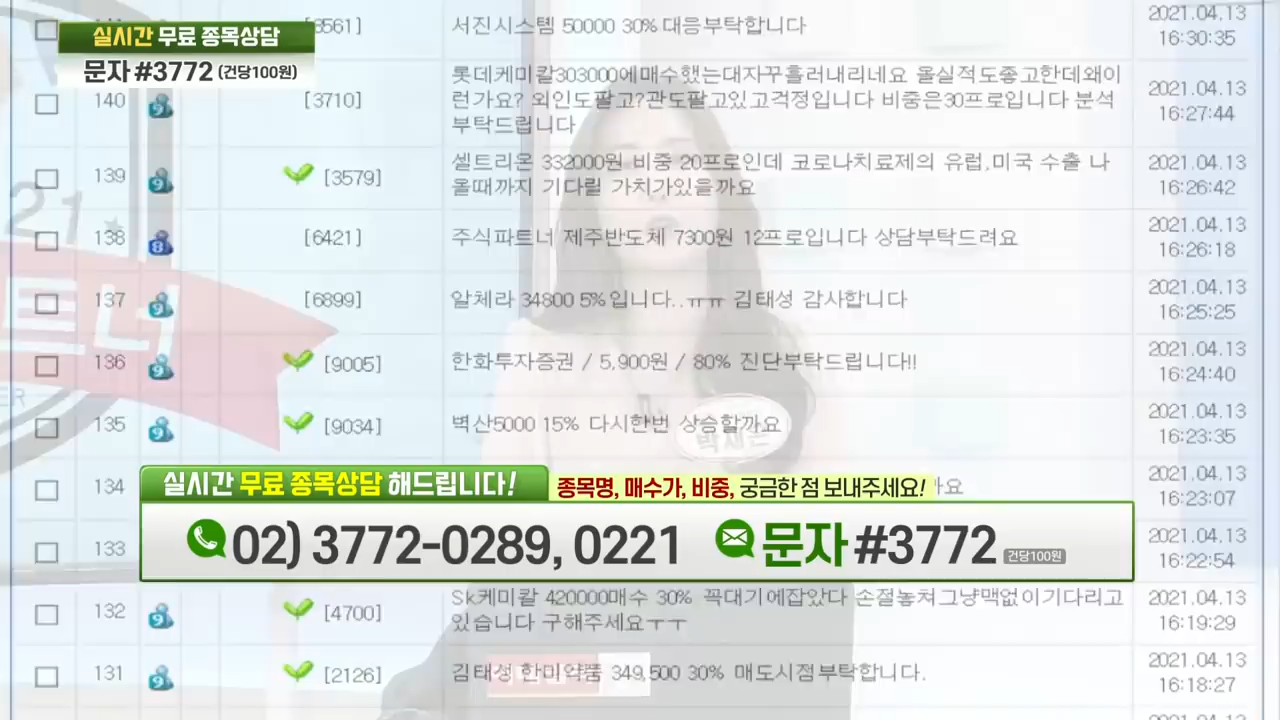 실시간 무료 종목상담
문자 #3772 (건당100원)
3561] 서진시스템 50000 30%대응부탁합니다 2021.04.13
16:30:35
140 [3710] 롯데케미칼303000에매수했는대자꾸흘러내리네요 올실적도좋고한데왜이
런가요? 외인도팔고?관도팔고있고걱정입니다 비중은30프로입니다 분석
부탁드립니다
2021.04.13
16:27:44
139 [3579] 셀트리온 332000원 비중 20프로인데 코로나치료제의 유럽,미국 수출 나
올때까지 기다릴 가치가있을까요
2021.04.13
16:26:42
138 [6421] 주식파트너 제주반도체 7300원 12프로입니다 상담부탁드려요
2021.04.13
16:26:18
137 [6899] 알체라 34800 5%입니다..ㅠㅠ 김태성 감사합니다
2021.04.13
16:25:25
136 [9005] 한화투자증권 / 5,900원 / 80% 진단부탁드립니다!!
2021.04.13
16:24:40
135 [9034] 벽산5000 15% 다시한번 상승할까요
2021.04.13
16:23:35
134
2021.04.13
16:23:07
실시간 무료 종목상담 해드립니다!
종목명, 매수가, 비중, 궁금한 점 보내주세요!
02) 3772-0289, 0221 문자 #3772 건당100원
133
2021.04.13
16:22:54
132 [4700] Sk케미칼 420000매수 30% 꼭대기에잡았다 손절놓쳐그냥맥없이기다리고
있습니다 구해주세요ㅜㅜ
2021.04.13
16:19:29
131 [2126] 김태성 한미약품 349,500 30% 매도시점부탁합니다.
2021.04.13
16:18:27